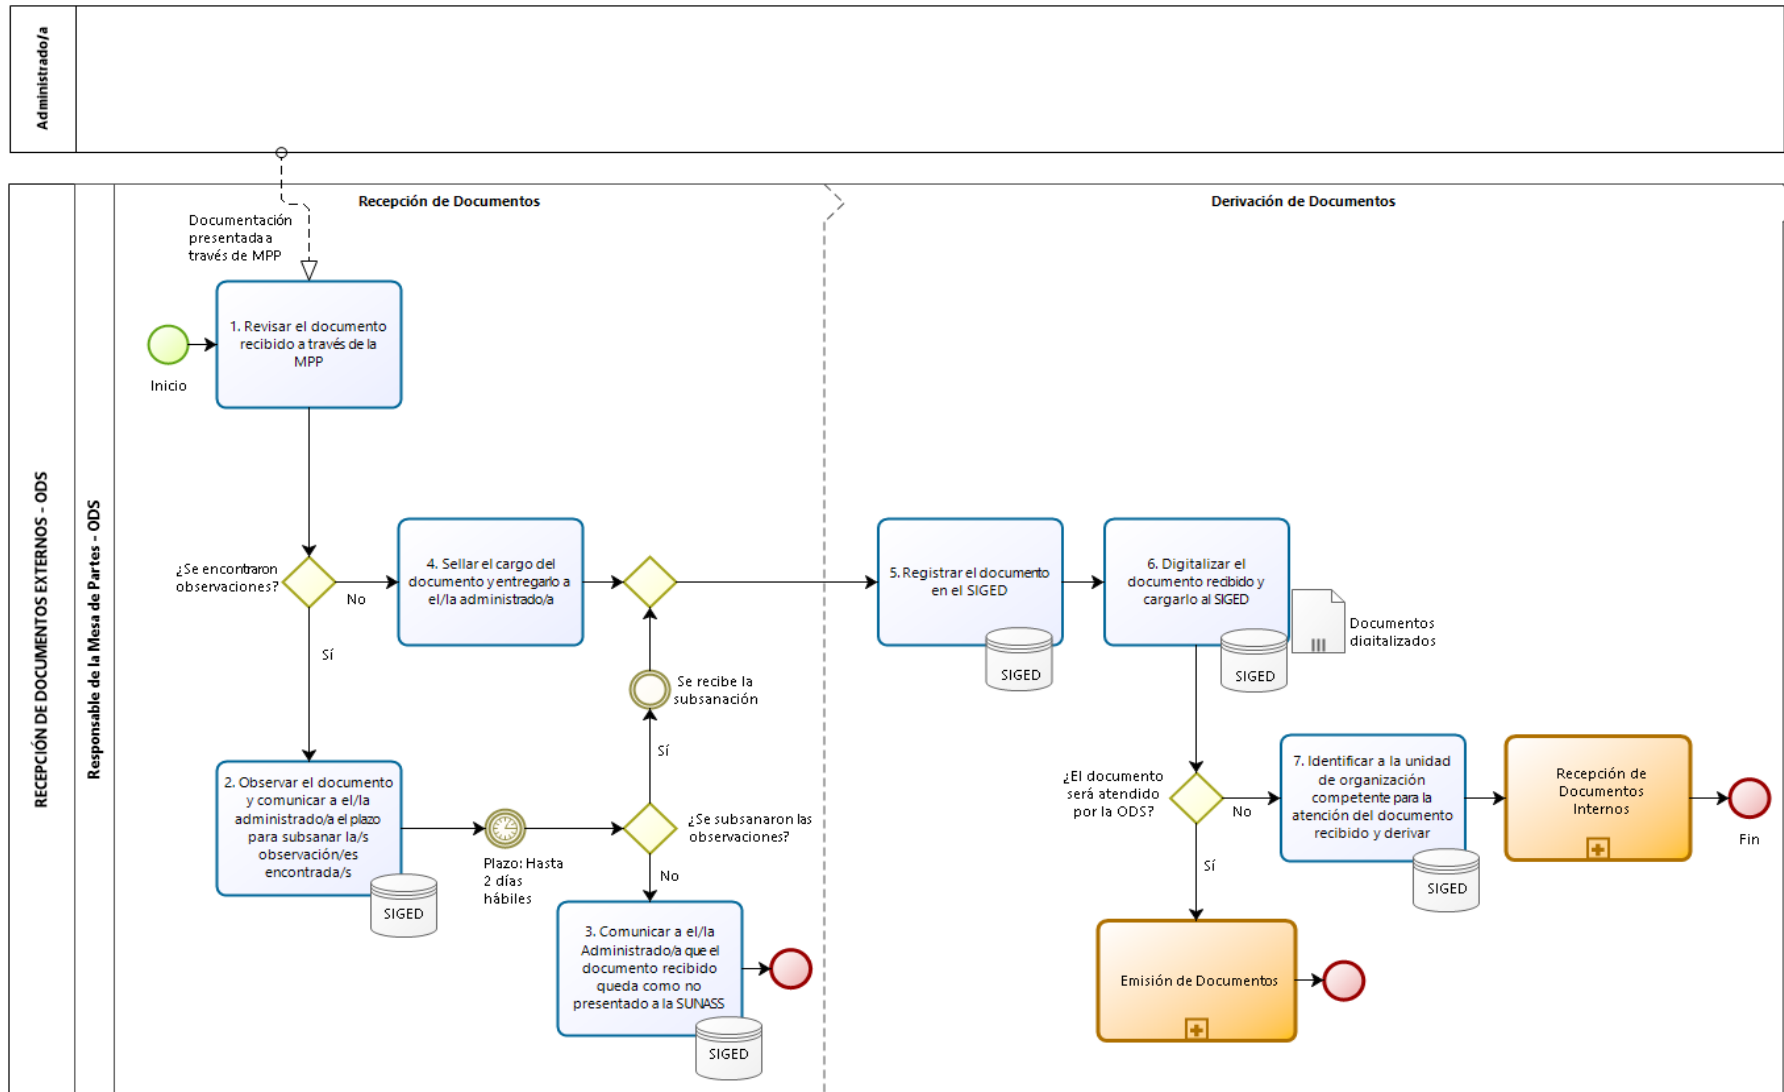 Administrado/a
RECEPCIÓN DE DOCUMENTOS EXTERNOS - ODS
Responsable de la Mesa de Partes - ODS
Recepción de Documentos
Derivación de Documentos
Documentación
presentada a
través de MPP
1. Revisar el documento
recibido a través de la
MPP
Inicio
¿Se encontraron
observaciones?
No
Sí
4. Sellar el cargo del
documento y entregarlo a
el/la administrado/a
5. Registrar el documento
en el SIGED
SIGED
6. Digitalizar el
documento recibido y
cargarlo al SIGED
SIGED
Documentos
digitalizados
Se recibe la
subsanación
Sí
2. Observar el documento
y comunicar a el/la
administrado/a el plazo
para subsanar la/s
observación/es
encontrada/s
SIGED
Plazo: Hasta
2 días
hábiles
¿Se subsanaron las
observaciones?
No
3. Comunicar a el/la
Administrado/a que el
documento recibido
queda como no
presentado a la SUNASS
SIGED
¿El documento
será atendido
por la ODS?
No
Sí
7. Identificar a la unidad
de organización
competente para la
atención del documento
recibido y derivar
SIGED
Recepción de
Documentos
Internos
Fin
Emisión de Documentos